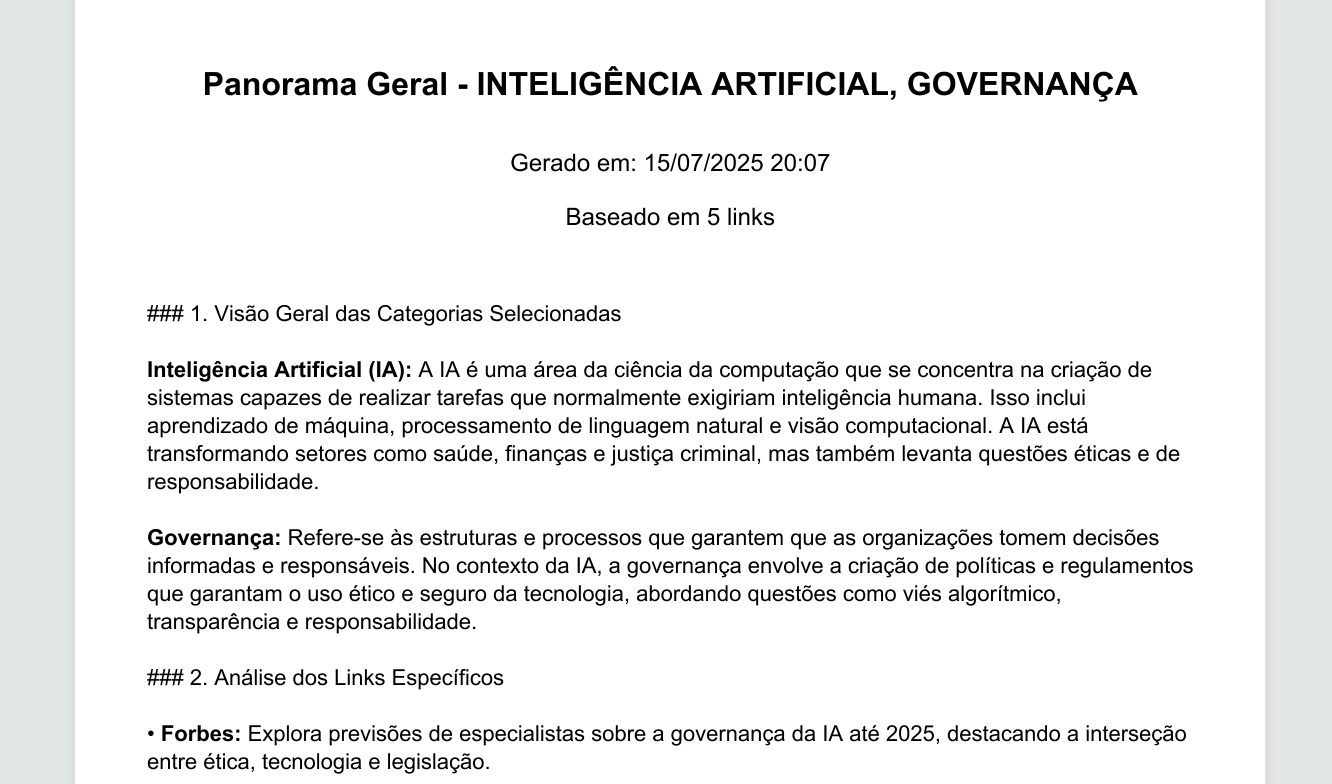 Panorama Geral - INTELIGÊNCIA ARTIFICIAL, GOVERNANÇA
Gerado em: 15/07/2025 20:07
Baseado em 5 links
### 1. Visão Geral das Categorias Selecionadas
Inteligência Artificial (IA): A IA é uma área da ciência da computação que se concentra na criação de
sistemas capazes de realizar tarefas que normalmente exigiriam inteligência humana. Isso inclui
aprendizado de máquina, processamento de linguagem natural e visão computacional. A IA está
transformando setores como saúde, finanças e justiça criminal, mas também levanta questões éticas e de
responsabilidade.
Governança: Refere-se às estruturas e processos que garantem que as organizações tomem decisões
informadas e responsáveis. No contexto da IA, a governança envolve a criação de políticas e regulamentos
que garantam o uso ético e seguro da tecnologia, abordando questões como viés algorítmico,
transparência e responsabilidade.
### 2. Análise dos Links Específicos
• Forbes: Explora previsões de especialistas sobre a governança da IA até 2025, destacando a interseção
entre ética, tecnologia e legislação.